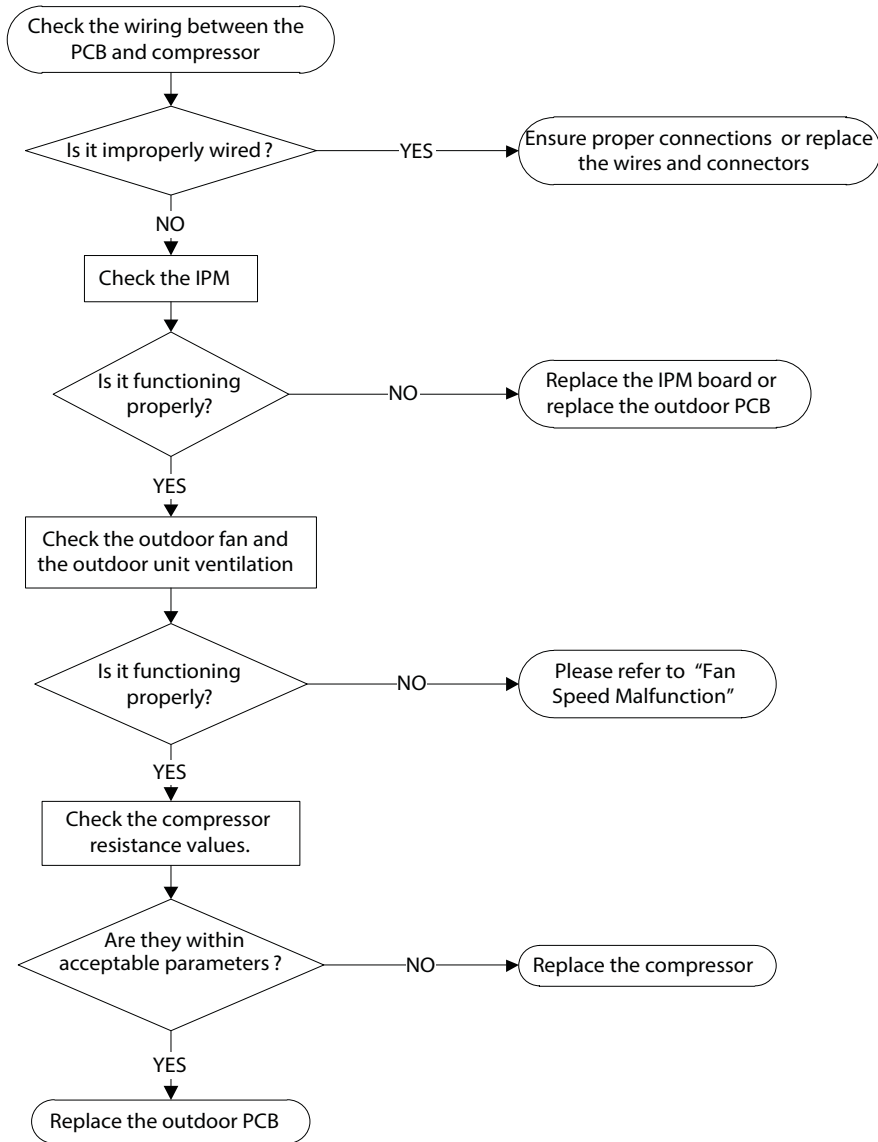 Check the wiring between the
PCB and compressor
Is it improperly wired ?
YES
Ensure proper connections or replace
the wires and connectors
NO
Check the IPM
Is it functioning
properly?
NO
Replace the IPM board or
replace the outdoor PCB
YES
Check the outdoor fan and
the outdoor unit ventilation
Is it functioning
properly?
NO
Please refer to “Fan
Speed Malfunction”
YES
Check the compressor
resistance values.
Are they within
acceptable parameters ?
NO
Replace the compressor
YES
Replace the outdoor PCB